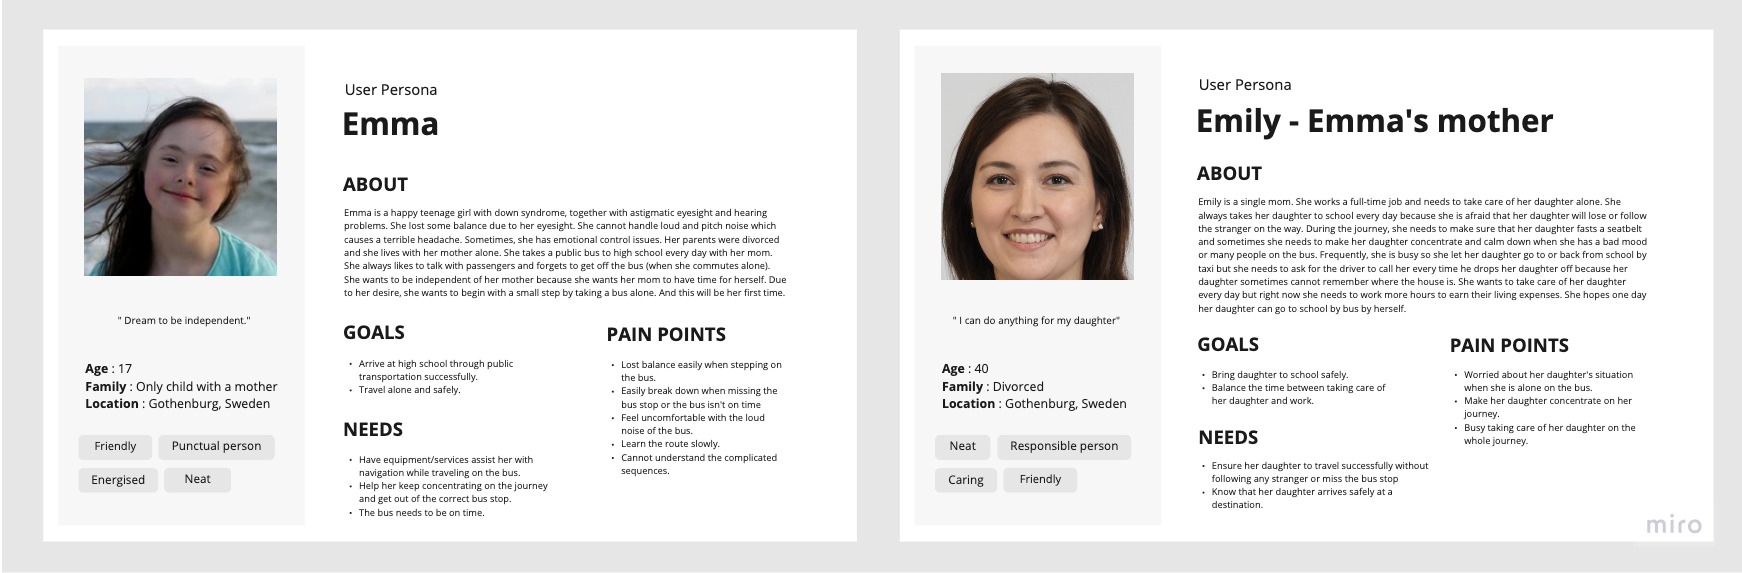 User Persona
Emma
ABOUT
Emma is a happy teenage girl with down syndrome, together with astigmatic eyesight and hearing
problems. She lost some balance due to her eyesight. She cannot handle loud and pitch noise which
causes a terrible headache. Sometimes, she has emotional control issues. Her parents were divorced
and she lives with her mother alone. She takes a public bus to high school every day with her mom.
She always likes to talk with passengers and forgets to get off the bus (when she commutes alone).
She wants to be independent of her mother because she wants her mom to have time for herself. Due
to her desire, she wants to begin with a small step by taking a bus alone. And this will be her first time.
" Dream to be independent."
Age : 17
Family : Only child with a mother
Location : Gothenburg, Sweden
Friendly
Punctual person
Energised
Neat
GOALS
• Arrive at high school through public
transportation successfully.
• Travel alone and safely.
NEEDS
• Have equipment/services assist her with
navigation while traveling on the bus.
• Help her keep concentrating on the journey
and get out of the correct bus stop.
• The bus needs to be on time.
PAIN POINTS
• Lost balance easily when stepping on
the bus.
• Easily break down when missing the
bus stop or the bus isn't on time
• Feel uncomfortable with the loud
noise of the bus.
• Learn the route slowly.
• Cannot understand the complicated
sequences.
User Persona
Emily - Emma's mother
ABOUT
Emily is a single mom. She works a full-time job and needs to take care of her daughter alone. She
always takes her daughter to school every day because she is afraid that her daughter will lose or follow
the stranger on the way. During the journey, she needs to make sure that her daughter fasts a seatbelt
and sometimes she needs to make her daughter concentrate and calm down when she has a bad mood
or many people on the bus. Frequently, she is busy so she let her daughter go to or back from school by
taxi but she needs to ask for the driver to call her every time he drops her daughter off because her
daughter sometimes cannot remember where the house is. She wants to take care of her daughter
every day but right now she needs to work more hours to earn their living expenses. She hopes one day
her daughter can go to school by bus by herself.
" I can do anything for my daughter"
Age : 40
Family : Divorced
Location : Gothenburg, Sweden
Neat
Responsible person
Caring
Friendly
GOALS
• Bring daughter to school safely.
• Balance the time between taking care of
her daughter and work.
NEEDS
• Ensure her daughter to travel successfully without
following any stranger or miss the bus stop
• Know that her daughter arrives safely at a
destination.
PAIN POINTS
• Worried about her daughter's situation
when she is alone on the bus.
• Make her daughter concentrate on her
journey.
• Busy taking care of her daughter on the
whole journey.
miro